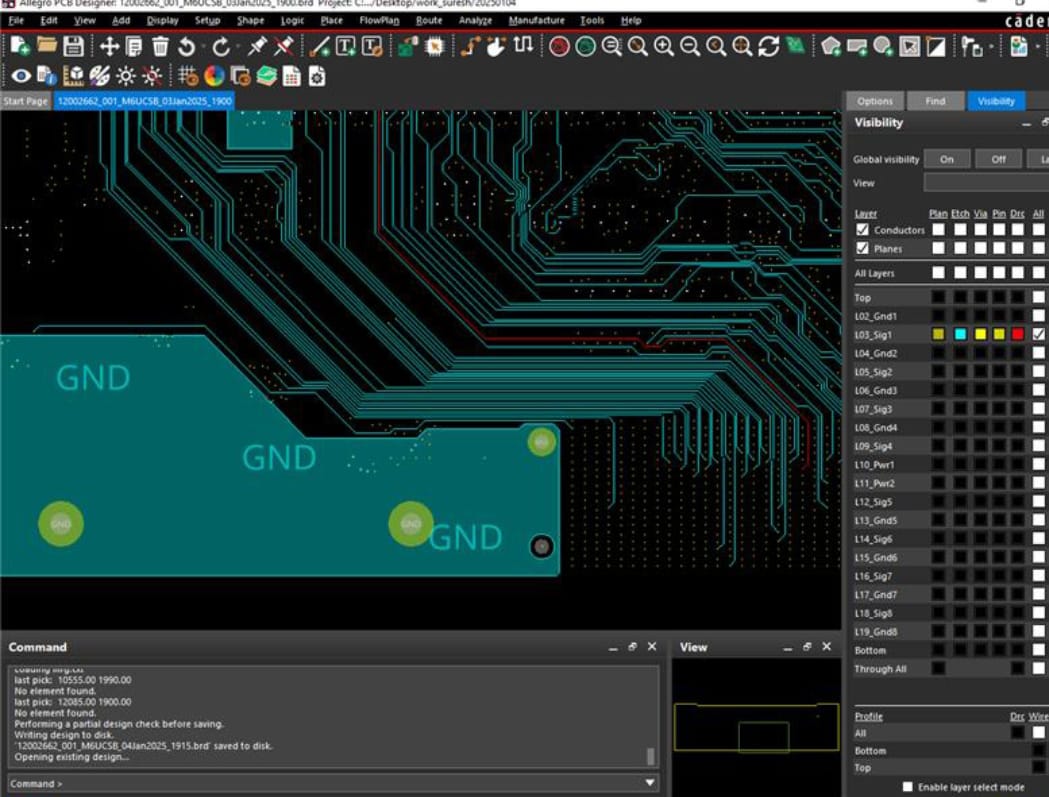 Allegro PCB Designer: 12002662_001_M6UCSB_03Jan2025_1900.brd Project: C:.../Desktop/work_suresh/20250104
File Edit View Add Display Setup Shape Logic Place FlowPlan Route Analyze Manufacture Tools Help
cāden
Start Page 12002662_001_M6UCSB_03Jan2025_1900
Options Find Visibility
Visibility
Global visibility On Off La
View
Layer Plan Etch Via Pin Drc All
Conductors
Planes
All Layers
Top
L02_Gnd1
L03_Sig1
L04_Gnd2
L05_Sig2
L06_Gnd3
L07_Sig3
L08_Gnd4
L09_Sig4
L10_Pwr1
L11_Pwr2
L12_Sig5
L13_Gnd5
L14_Sig6
L15_Gnd6
L16_Sig7
L17_Gnd7
L18_Sig8
L19_Gnd8
Bottom
Through All
Profile Drc Wire
All
Bottom
Top
Enable layer select mode
GND
GND
GND
GND
GND
GND
Command
last pick: 10555.00 1990.00
No element found.
last pick: 12085.00 1900.00
No element found.
Performing a partial design check before saving.
Writing design to disk.
'12002662_001_M6UCSB_04Jan2025_1915.brd' saved to disk.
Opening existing design...
Command >
View